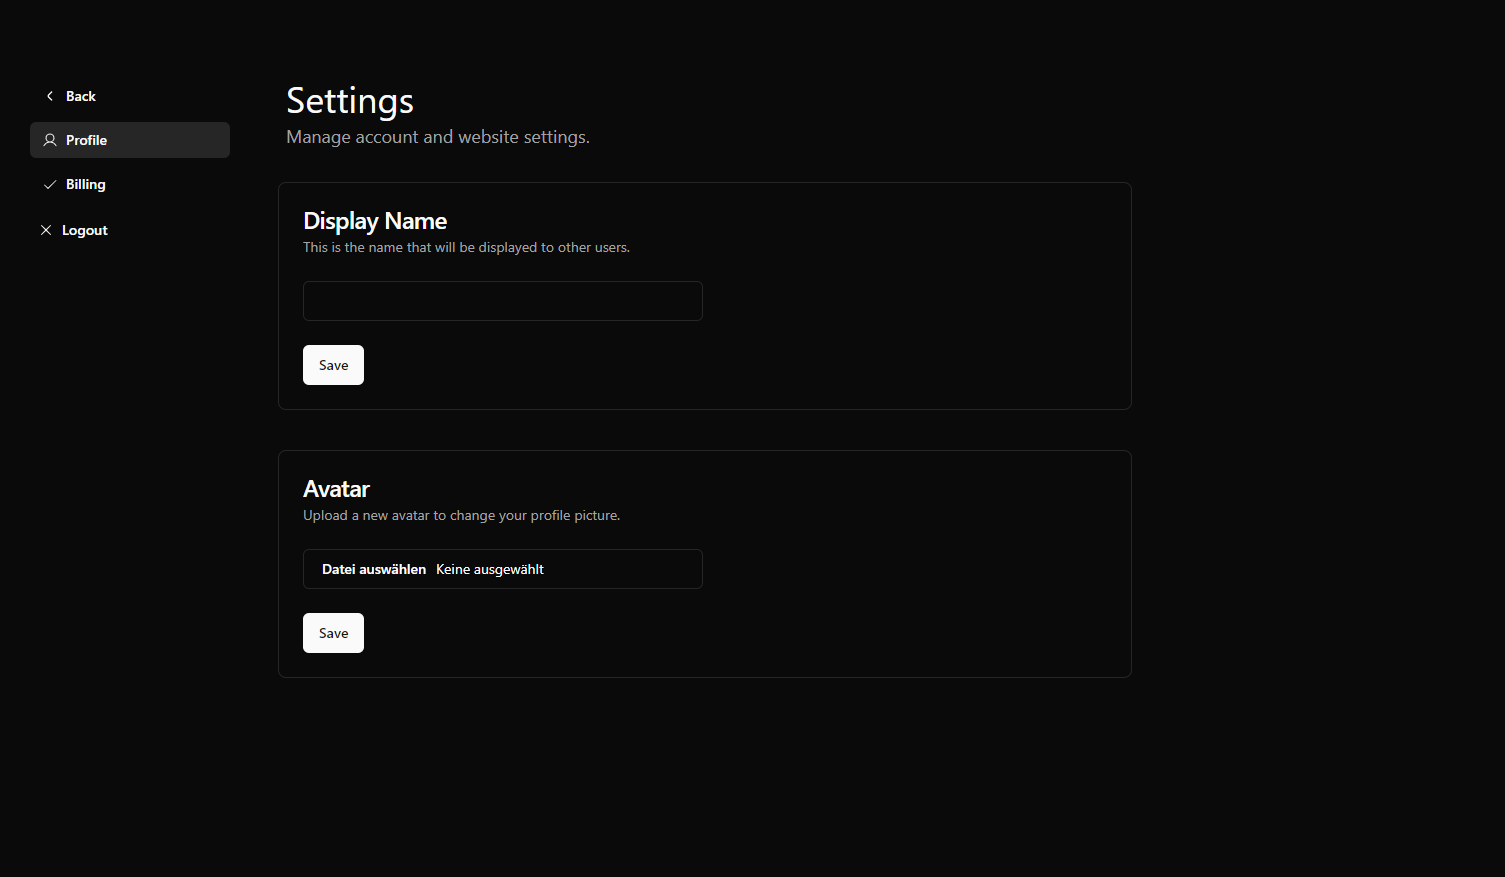 Back
Profile
Billing
Logout
Settings
Manage account and website settings.
Display Name
This is the name that will be displayed to other users.
Save
Avatar
Upload a new avatar to change your profile picture.
Datei auswählen Keine ausgewählt
Save